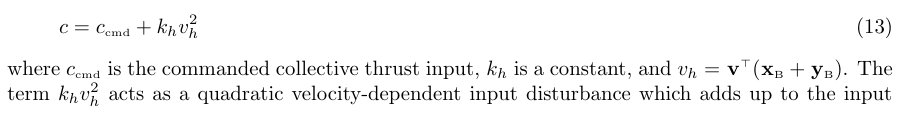 c = c_cmd + k_h v_h^2 (13)
where c_cmd is the commanded collective thrust input, k_h is a constant, and v_h = v^⊤(x_B + y_B). The
term k_h v_h^2 acts as a quadratic velocity-dependent input disturbance which adds up to the input